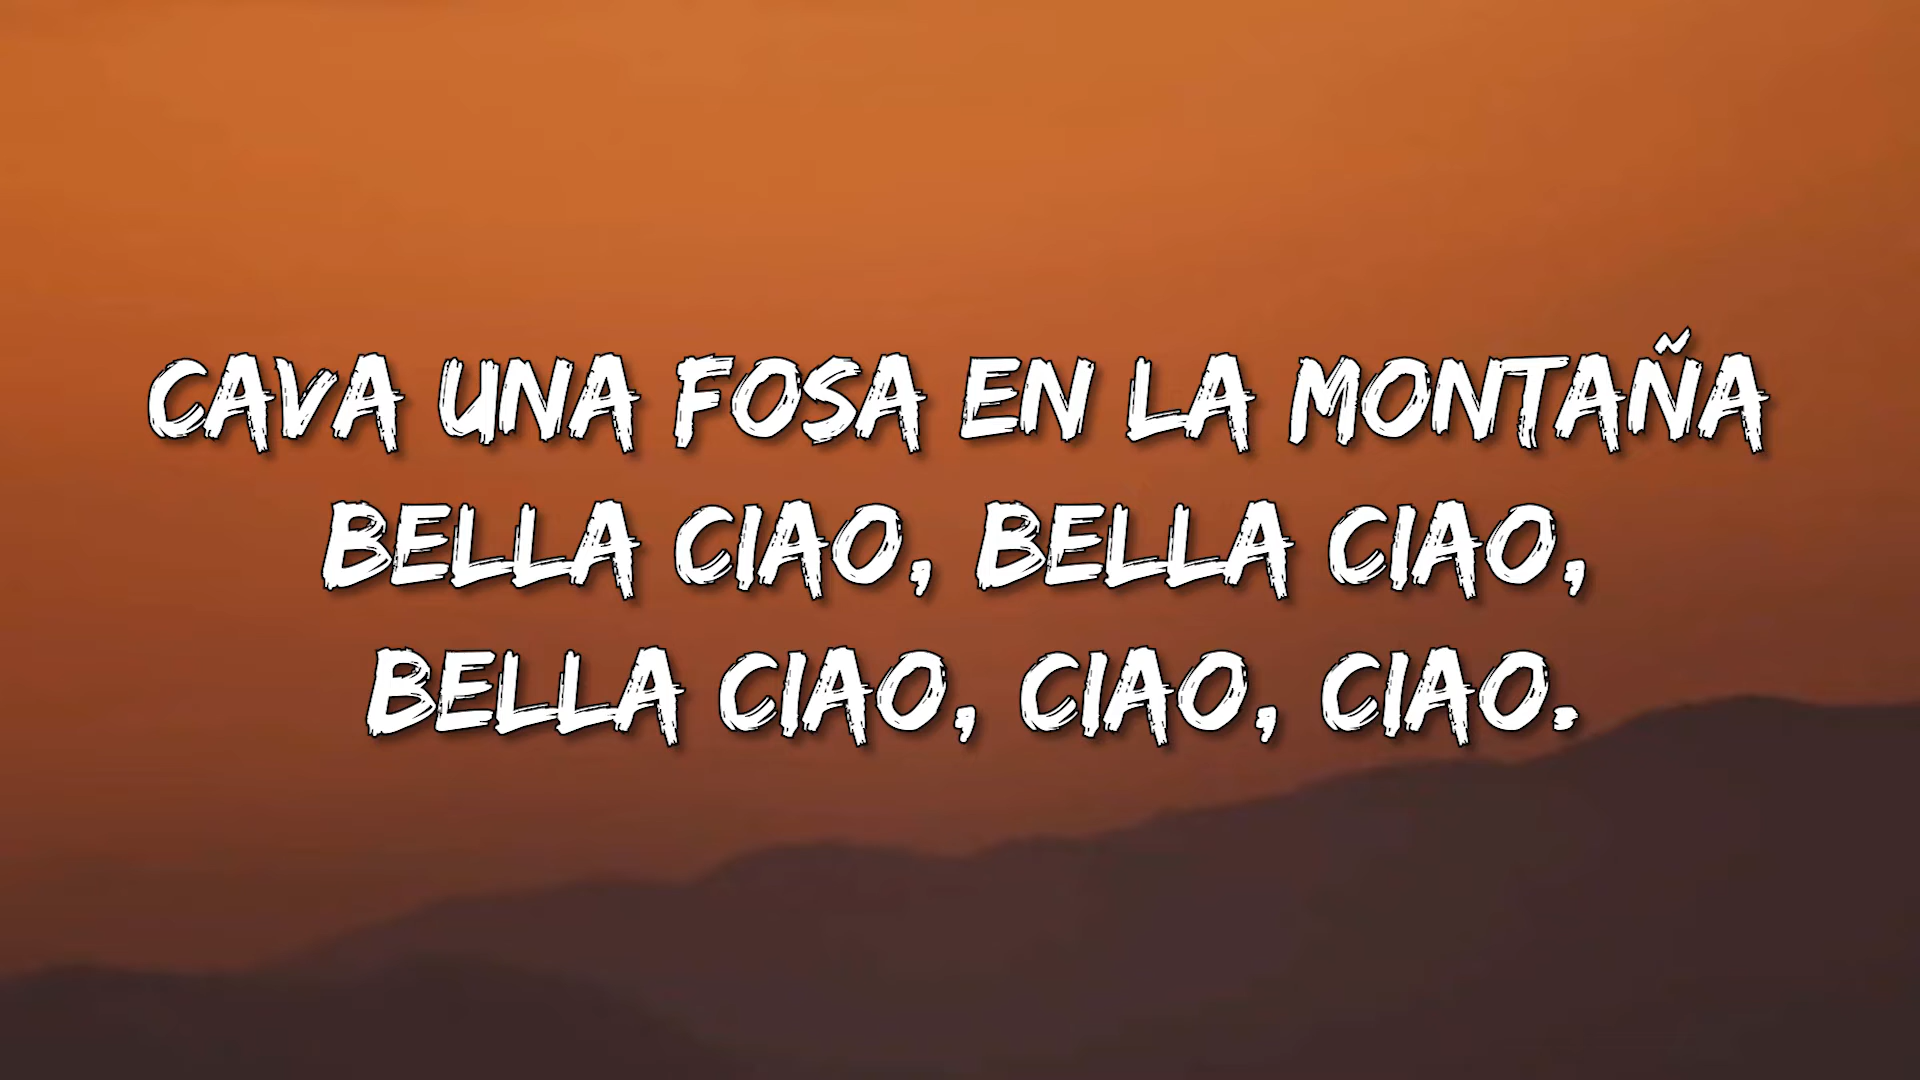 CAVA UNA FOSA EN LA MONTAÑA
BELLA CIAO, BELLA CIAO,
BELLA CIAO, CIAO, CIAO.